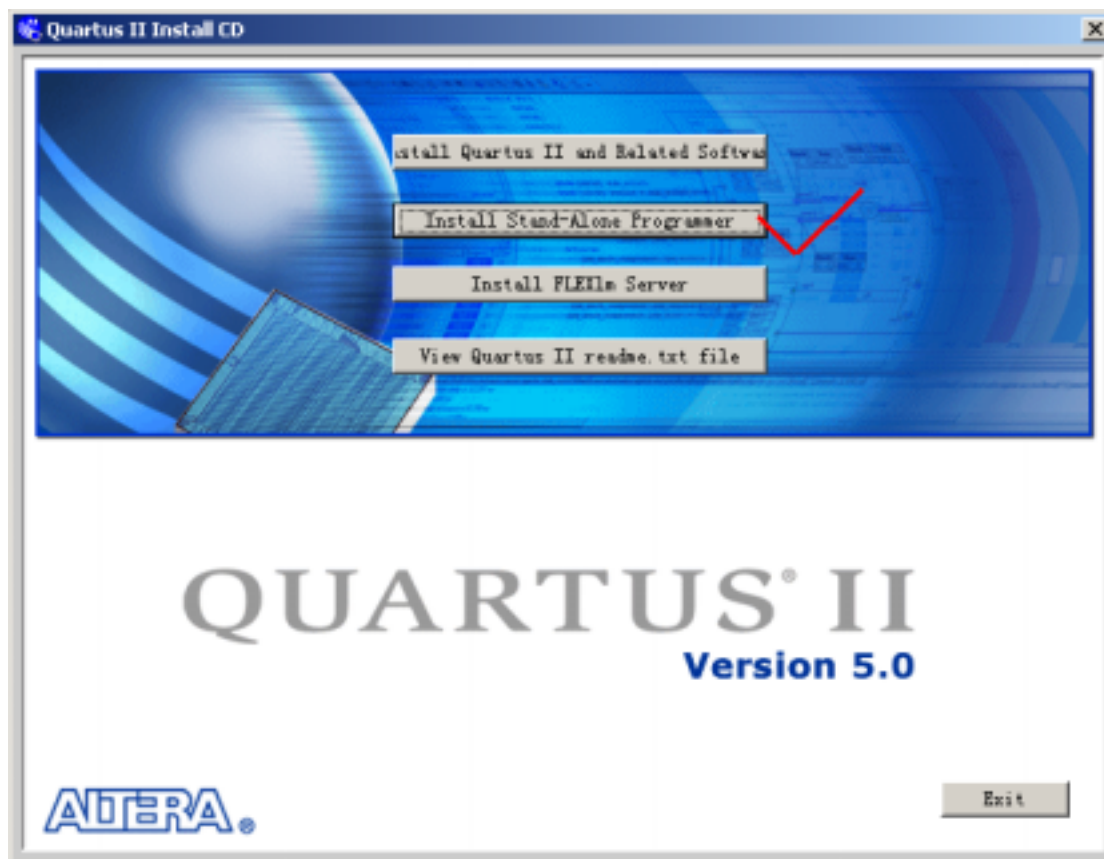 Quartus II Install CD
stall Quartus II and Related Softwa
Install Stand-Alone Programmer
Install FLEXlm Server
View Quartus II readme.txt file
QUARTUS® II
Version 5.0
ALTERA®
Exit